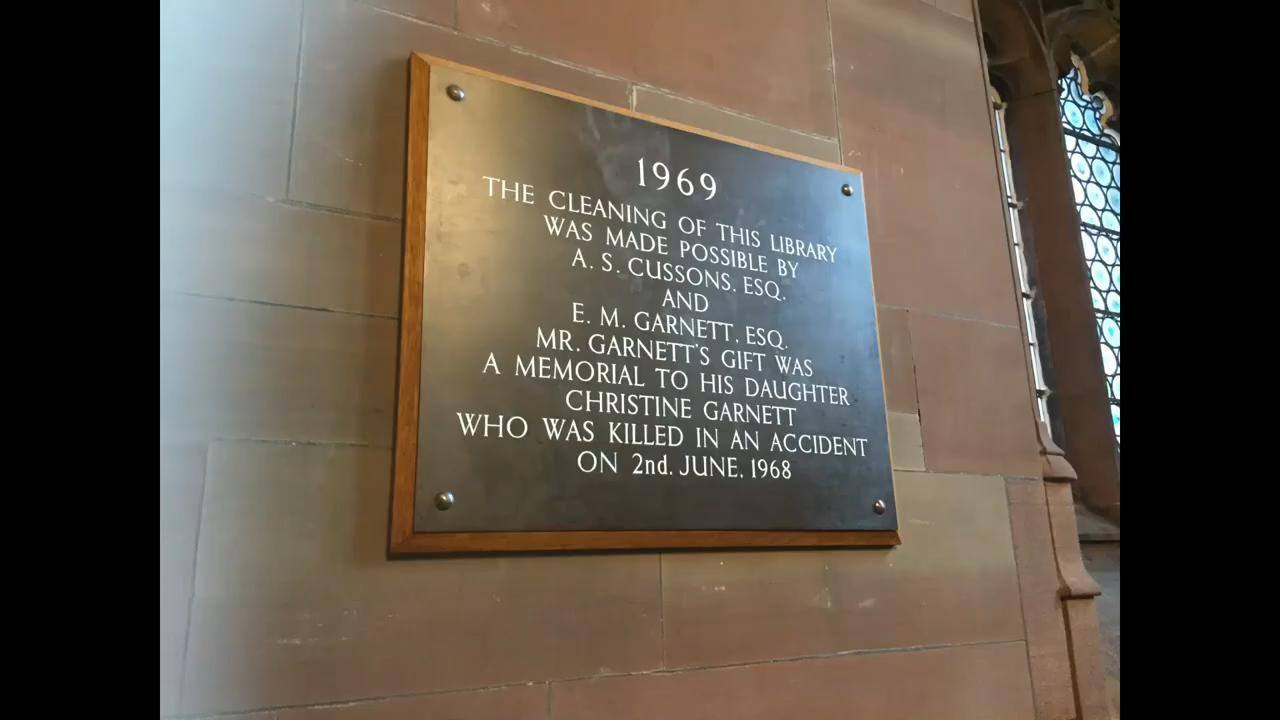 1969
THE CLEANING OF THIS LIBRARY
WAS MADE POSSIBLE BY
A. S. CUSSONS. ESQ.
AND
E. M. GARNETT. ESQ.
MR. GARNETT'S GIFT WAS
A MEMORIAL TO HIS DAUGHTER
CHRISTINE GARNETT
WHO WAS KILLED IN AN ACCIDENT
ON 2nd. JUNE. 1968